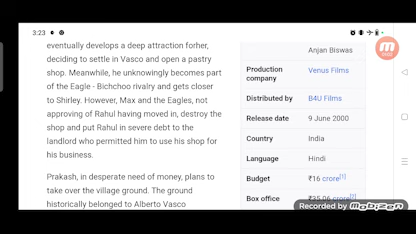 3:23
eventually develops a deep attraction forher,
deciding to settle in Vasco and open a pastry
shop. Meanwhile, he unknowingly becomes part
of the Eagle - Bichchoo rivalry and gets closer
to Shirley. However, Max and the Eagles, not
approving of Rahul having moved in, destroy the
shop and put Rahul in severe debt to the
landlord who permitted him to use his shop for
his business.
Prakash, in desperate need of money, plans to
take over the village ground. The ground
historically belonged to Alberto Vasco
Anjan Biswas
Production company Venus Films
Distributed by B4U Films
Release date 9 June 2000
Country India
Language Hindi
Budget ₹16 crore[1]
Box office ₹35.06 crore[2]
Recorded by Mobizen